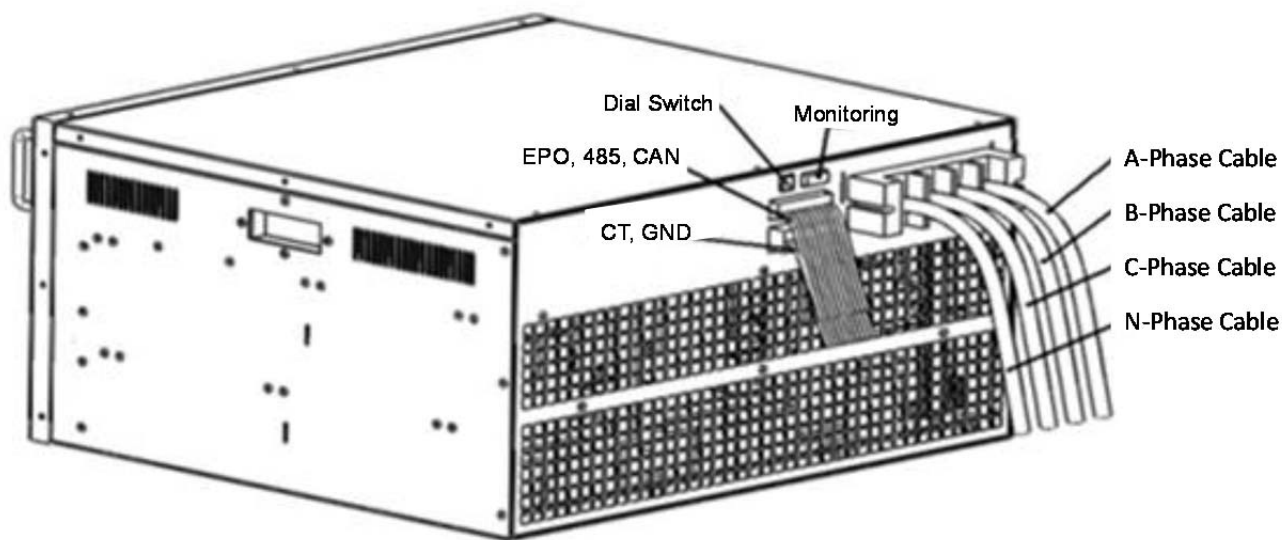 Dial Switch
Monitoring
EPO, 485, CAN
CT, GND
A-Phase Cable
B-Phase Cable
C-Phase Cable
N-Phase Cable